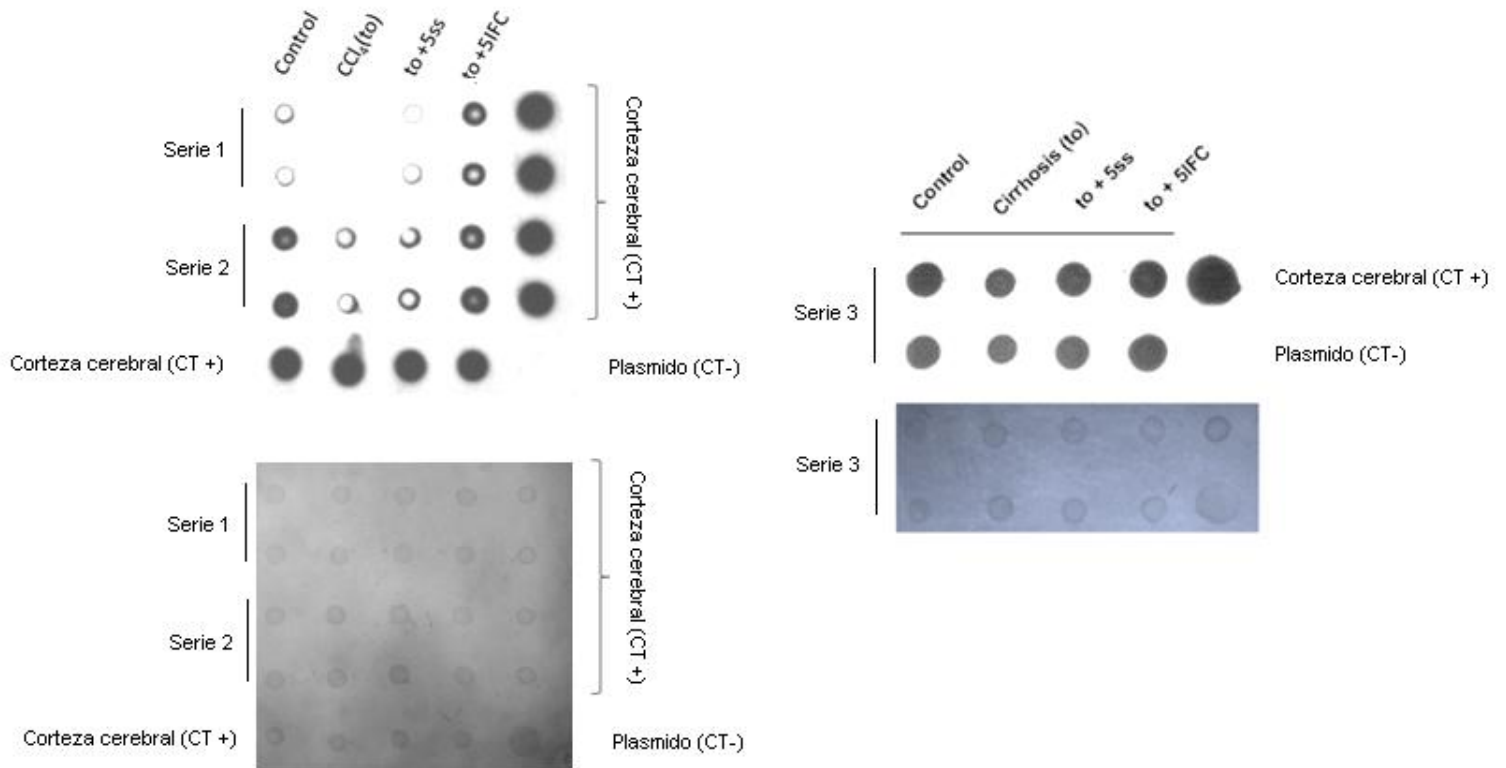 Control
CCl₄(to)
to +5ss
to +5IFC
Serie 1
Serie 2
Corteza cerebral (CT +)
Corteza cerebral (CT +)
Plasmido (CT-)
Serie 1
Serie 2
Corteza cerebral (CT +)
Corteza cerebral (CT +)
Plasmido (CT-)
Control
Cirrhosis (to)
to + 5ss
to + 5IFC
Serie 3
Corteza cerebral (CT +)
Plasmido (CT-)
Serie 3